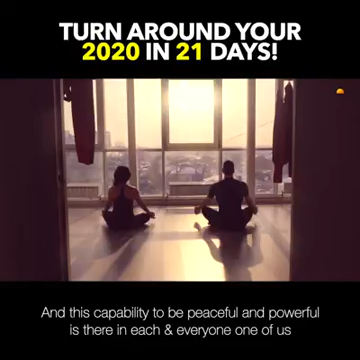 TURN AROUND YOUR
2020 IN 21 DAYS!
And this capability to be peaceful and powerful
is there in each & everyone one of us